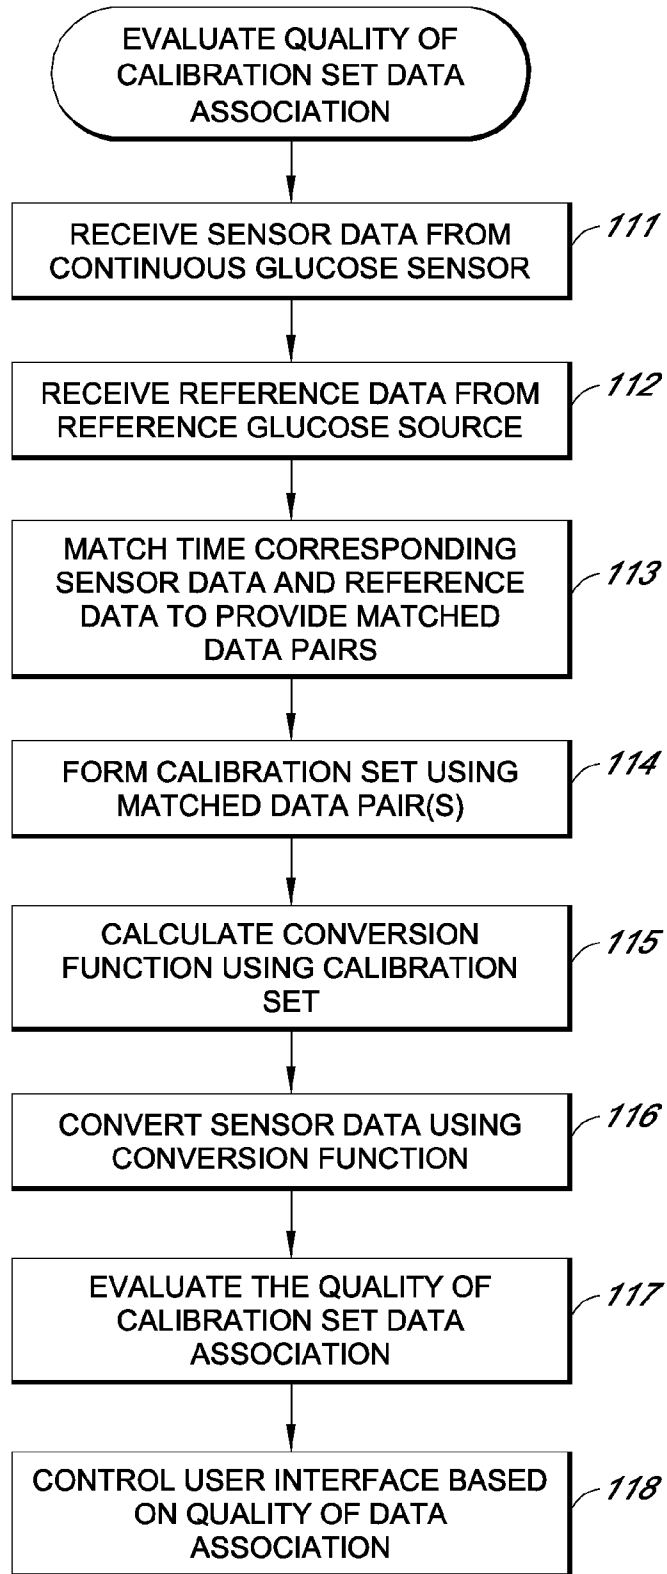 EVALUATE QUALITY OF
CALIBRATION SET DATA
ASSOCIATION
RECEIVE SENSOR DATA FROM
CONTINUOUS GLUCOSE SENSOR
111
RECEIVE REFERENCE DATA FROM
REFERENCE GLUCOSE SOURCE
112
MATCH TIME CORRESPONDING
SENSOR DATA AND REFERENCE
DATA TO PROVIDE MATCHED
DATA PAIRS
113
FORM CALIBRATION SET USING
MATCHED DATA PAIR(S)
114
CALCULATE CONVERSION
FUNCTION USING CALIBRATION
SET
115
CONVERT SENSOR DATA USING
CONVERSION FUNCTION
116
EVALUATE THE QUALITY OF
CALIBRATION SET DATA
ASSOCIATION
117
CONTROL USER INTERFACE BASED
ON QUALITY OF DATA
ASSOCIATION
118